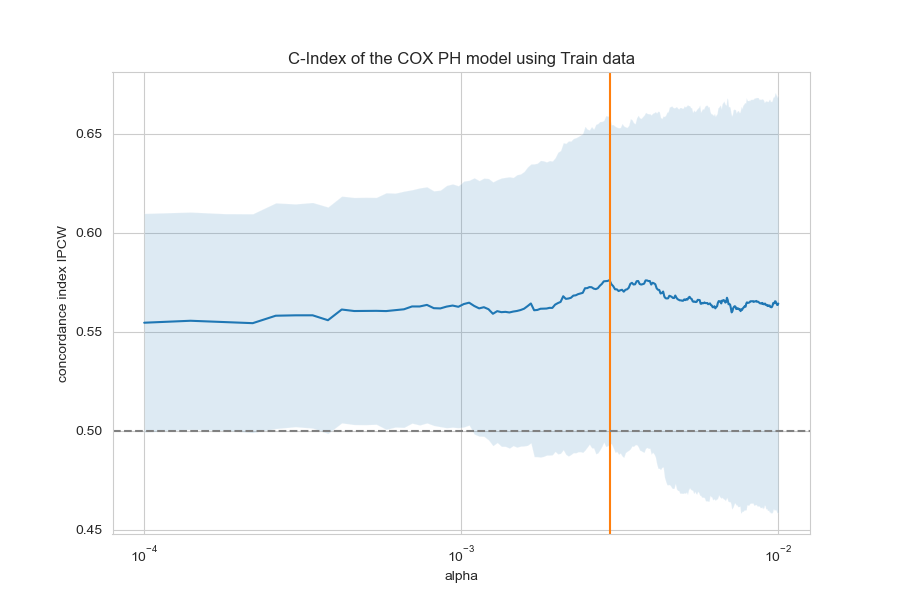 C-Index of the COX PH model using Train data
concordance index IPCW
0.65
0.60
0.55
0.50
0.45
10⁻⁴ 10⁻³ 10⁻²
alpha